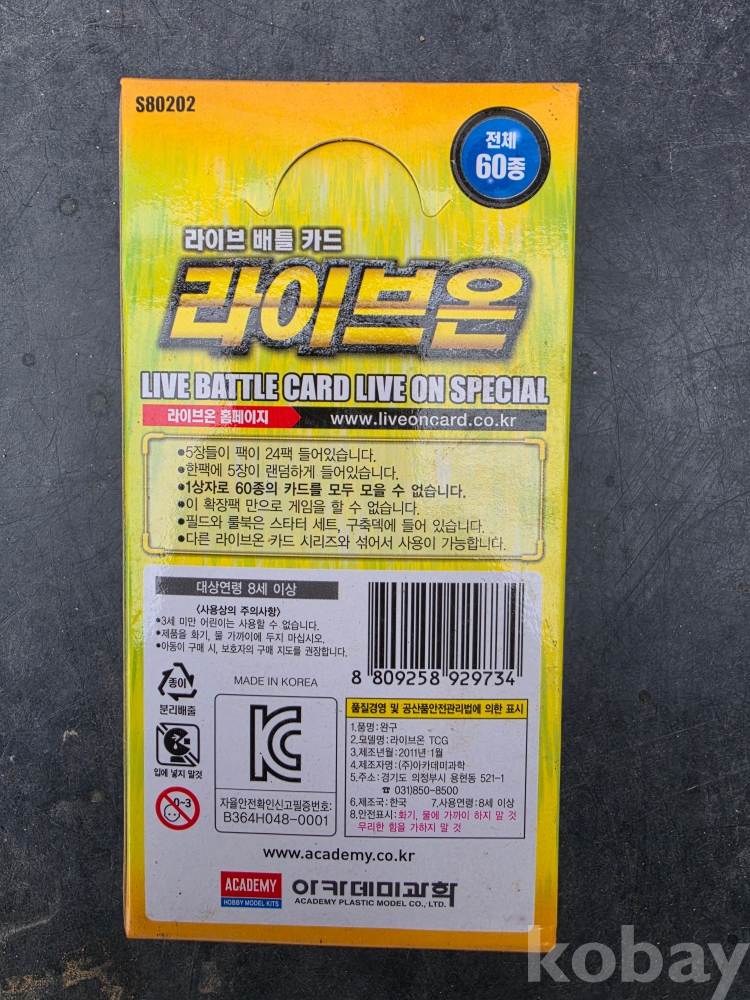 S80202
전체
60종
라이브 배틀 카드
라이브온
LIVE BATTLE CARD LIVE ON SPECIAL
라이브온 홈페이지 www.liveoncard.co.kr
•5장들이 팩이 24팩 들어있습니다.
•한팩에 5장이 랜덤하게 들어있습니다.
•1상자로 60종의 카드를 모두 모을 수 없습니다.
•이 확장팩 만으로 게임을 할 수 없습니다.
•필드와 룰북은 스타터 세트, 구축덱에 들어 있습니다.
•다른 라이브온 카드 시리즈와 섞어서 사용이 가능합니다.
대상연령 8세 이상
〈사용상의 주의사항〉
•3세 미만 어린이는 사용할 수 없습니다.
•제품을 화기, 물 가까이에 두지 마십시오.
•아동이 구매 시, 보호자의 구매 지도를 권장합니다.
8 809258 929734
종이
분리배출
입에 넣지 말것
0-3
MADE IN KOREA
자율안전확인신고필증번호:
B364H048-0001
품질경영 및 공산품안전관리법에 의한 표시
1.품명:완구
2.모델명:라이브온 TCG
3.제조년월:2011년 1월
4.제조자명:(주)아카데미과학
5.주소:경기도 의정부시 용현동 521-1
☎ 031)850-8500
6.제조국:한국 7.사용연령:8세 이상
8.안전표시:화기, 물에 가까이 하지 말 것
무리한 힘을 가하지 말 것
www.academy.co.kr
ACADEMY
HOBBY MODEL KITS
아카데미과학
ACADEMY PLASTIC MODEL CO., LTD.
kobay